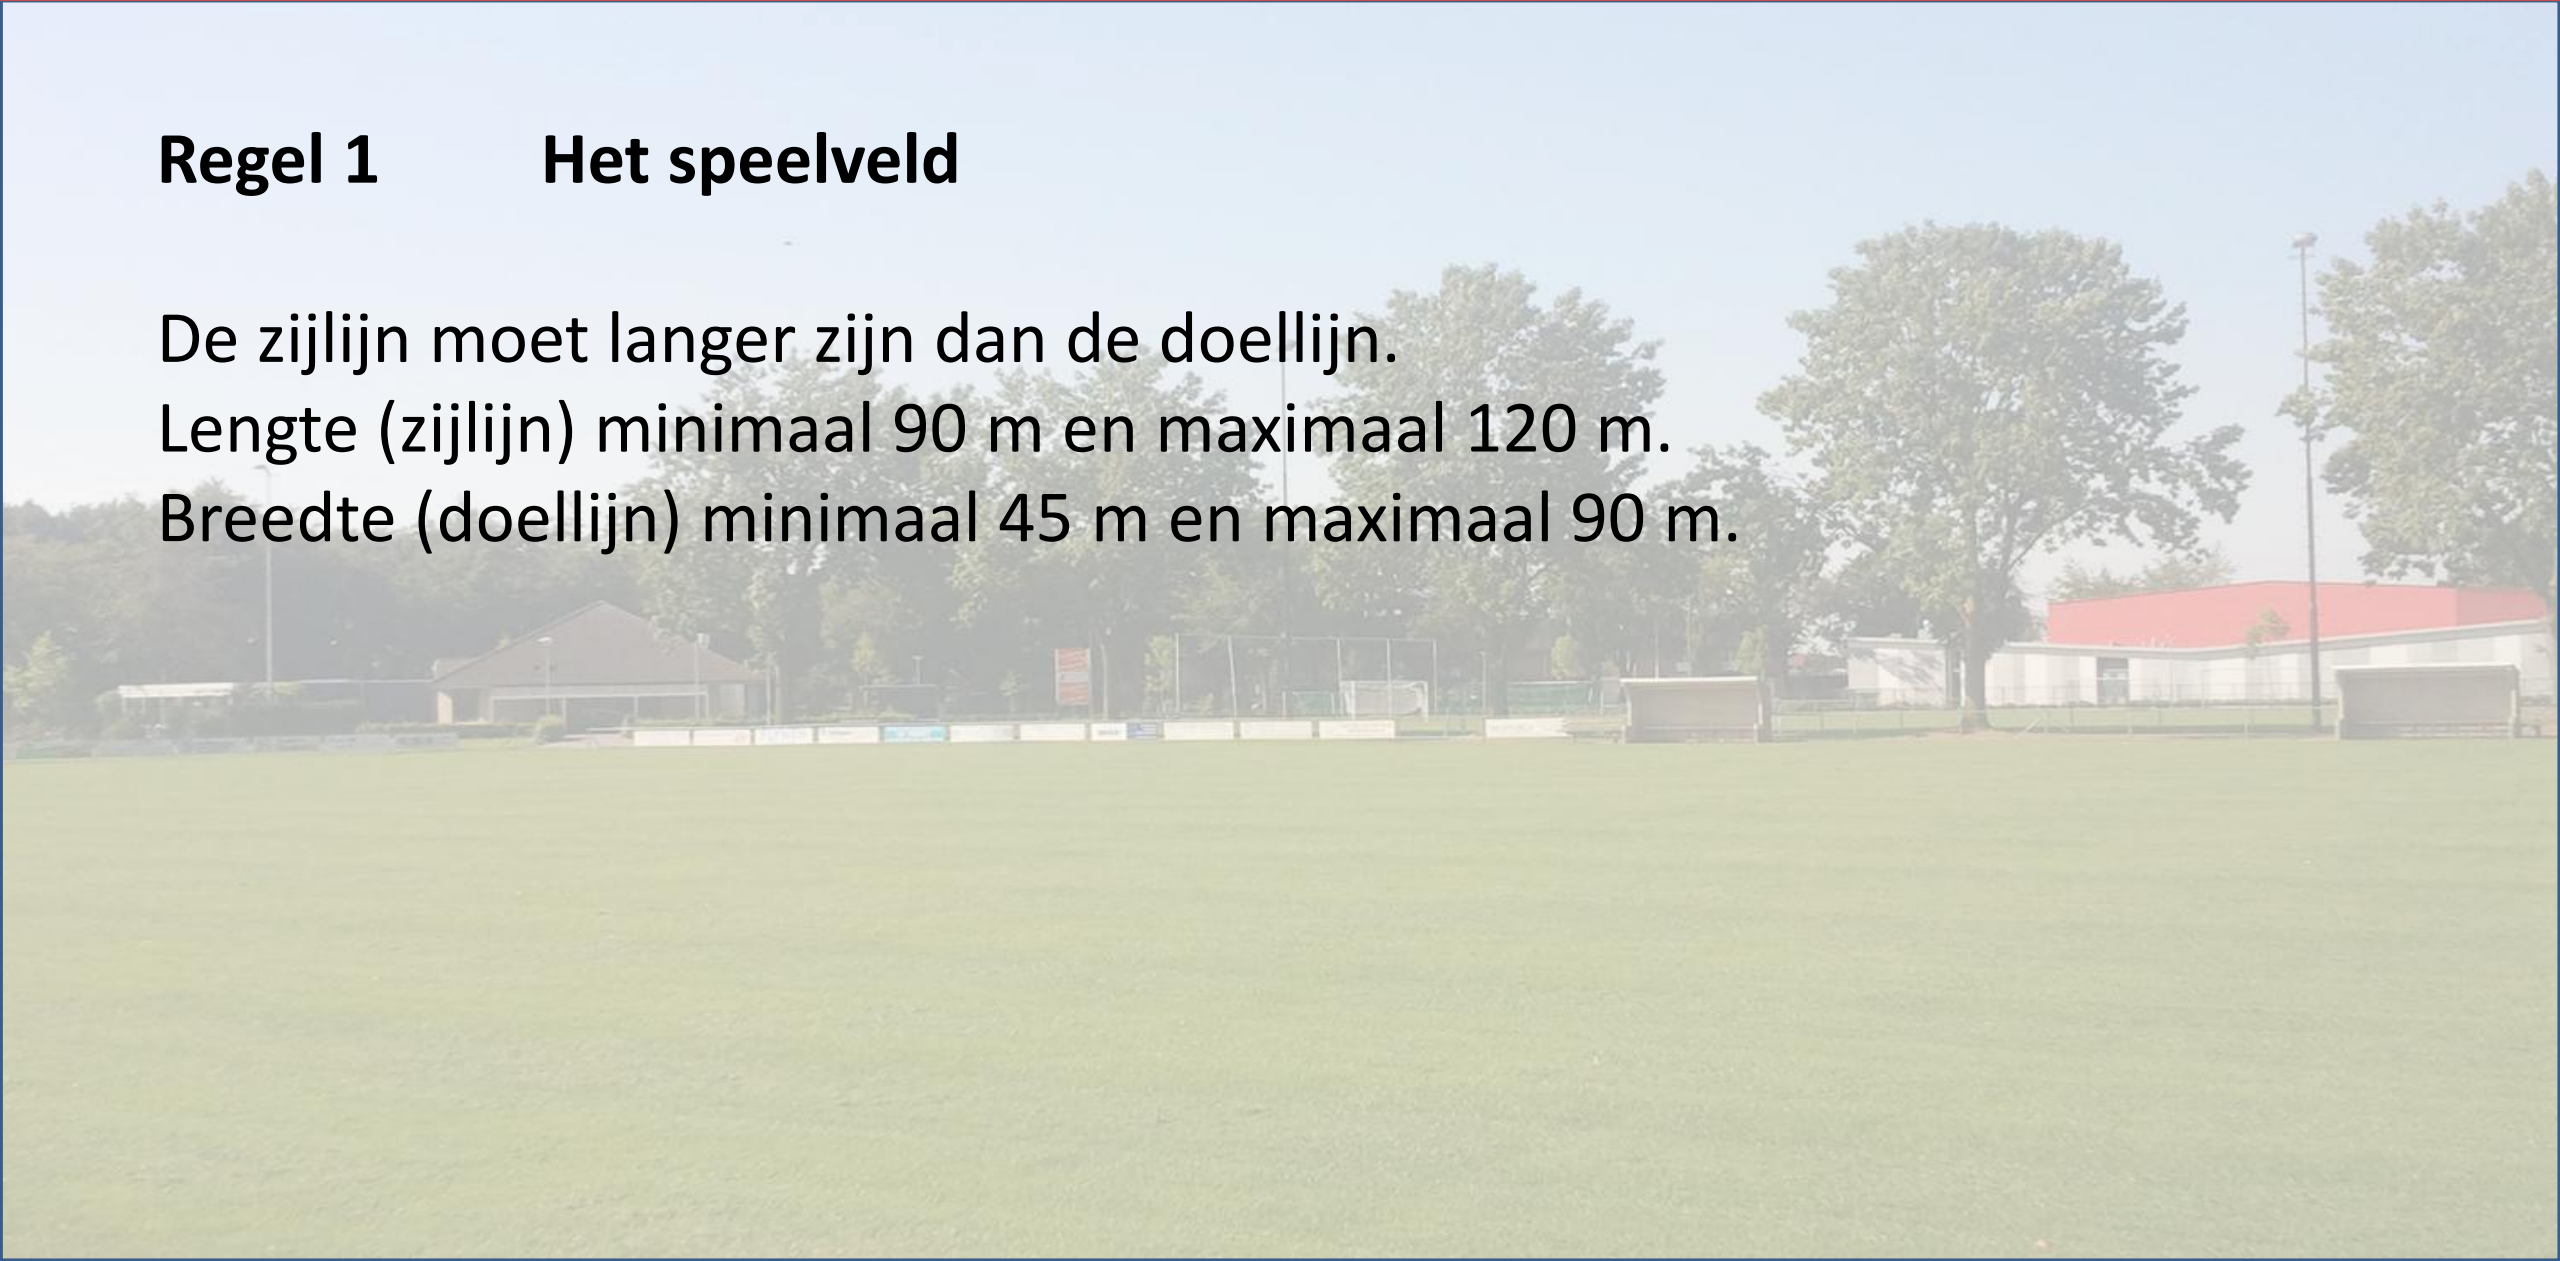 Regel 1 Het speelveld
De zijlijn moet langer zijn dan de doellijn.
Lengte (zijlijn) minimaal 90 m en maximaal 120 m.
Breedte (doellijn) minimaal 45 m en maximaal 90 m.